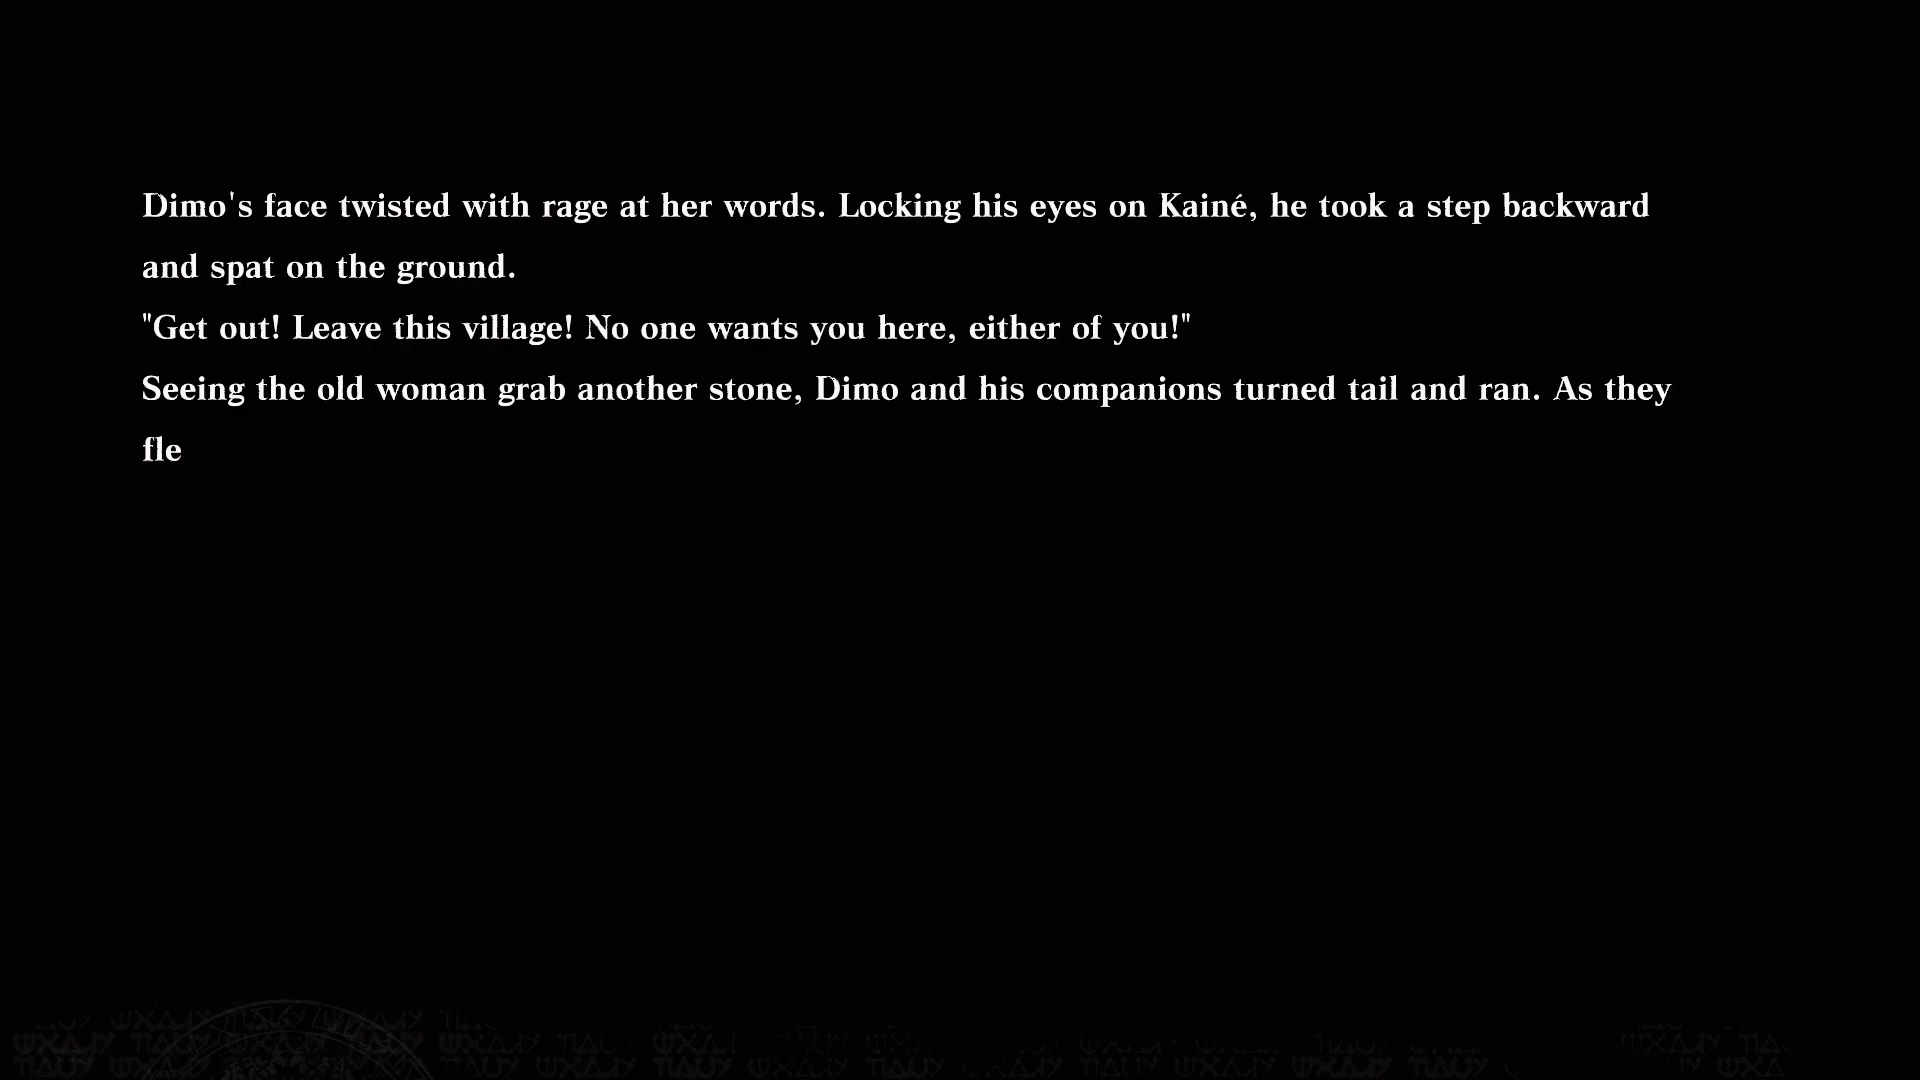 Dimo's face twisted with rage at her words. Locking his eyes on Kainé, he took a step backward
and spat on the ground.
"Get out! Leave this village! No one wants you here, either of you!"
Seeing the old woman grab another stone, Dimo and his companions turned tail and ran. As they
fle